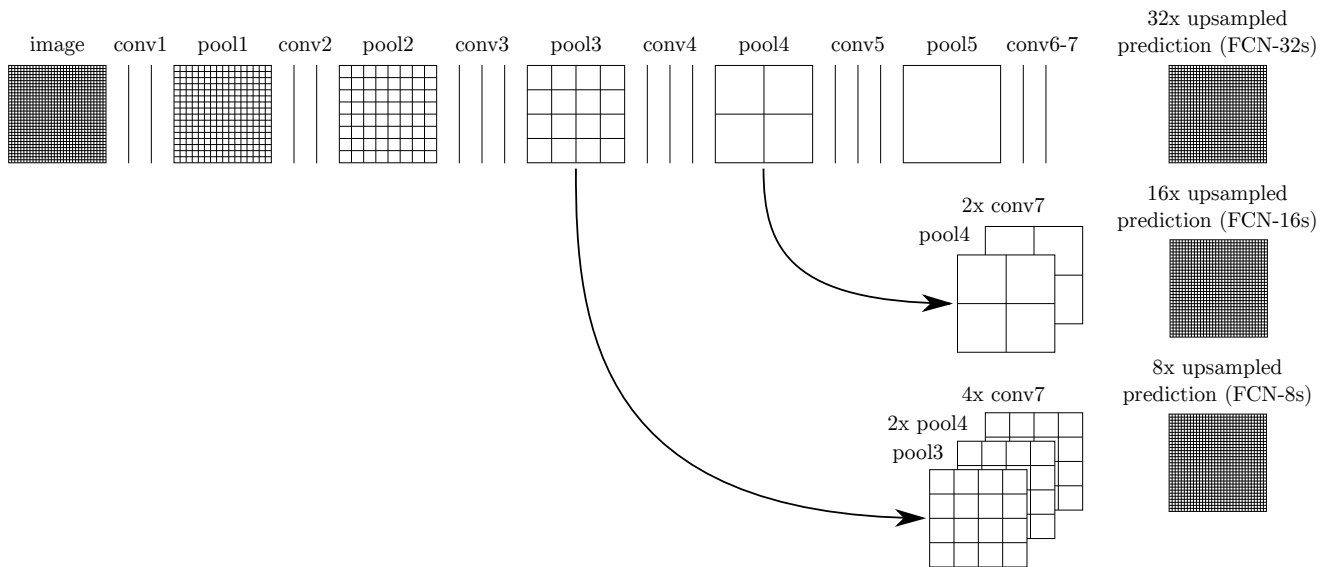 image conv1 pool1 conv2 pool2 conv3 pool3 conv4 pool4 conv5 pool5 conv6-7
32x upsampled
prediction (FCN-32s)
16x upsampled
prediction (FCN-16s)
2x conv7
pool4
8x upsampled
prediction (FCN-8s)
4x conv7
2x pool4
pool3